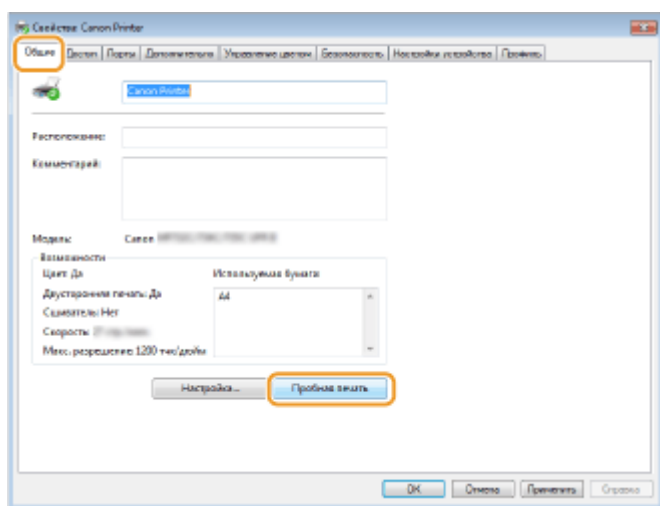 Свойства: Canon Printer
Общие Доступ Порты Дополнительно Управление цветом Безопасность Настройки устройства Профиль
Canon Printer
Расположение:
Комментарий:
Модель: Canon
Возможности
Цвет: Да Используемая бумага:
Двусторонняя печать: Да A4
Сшиватель: Нет
Скорость:
Макс. разрешение: 1200 тчк/дюйм
Настройка... Пробная печать
OK Отмена Применить Справка